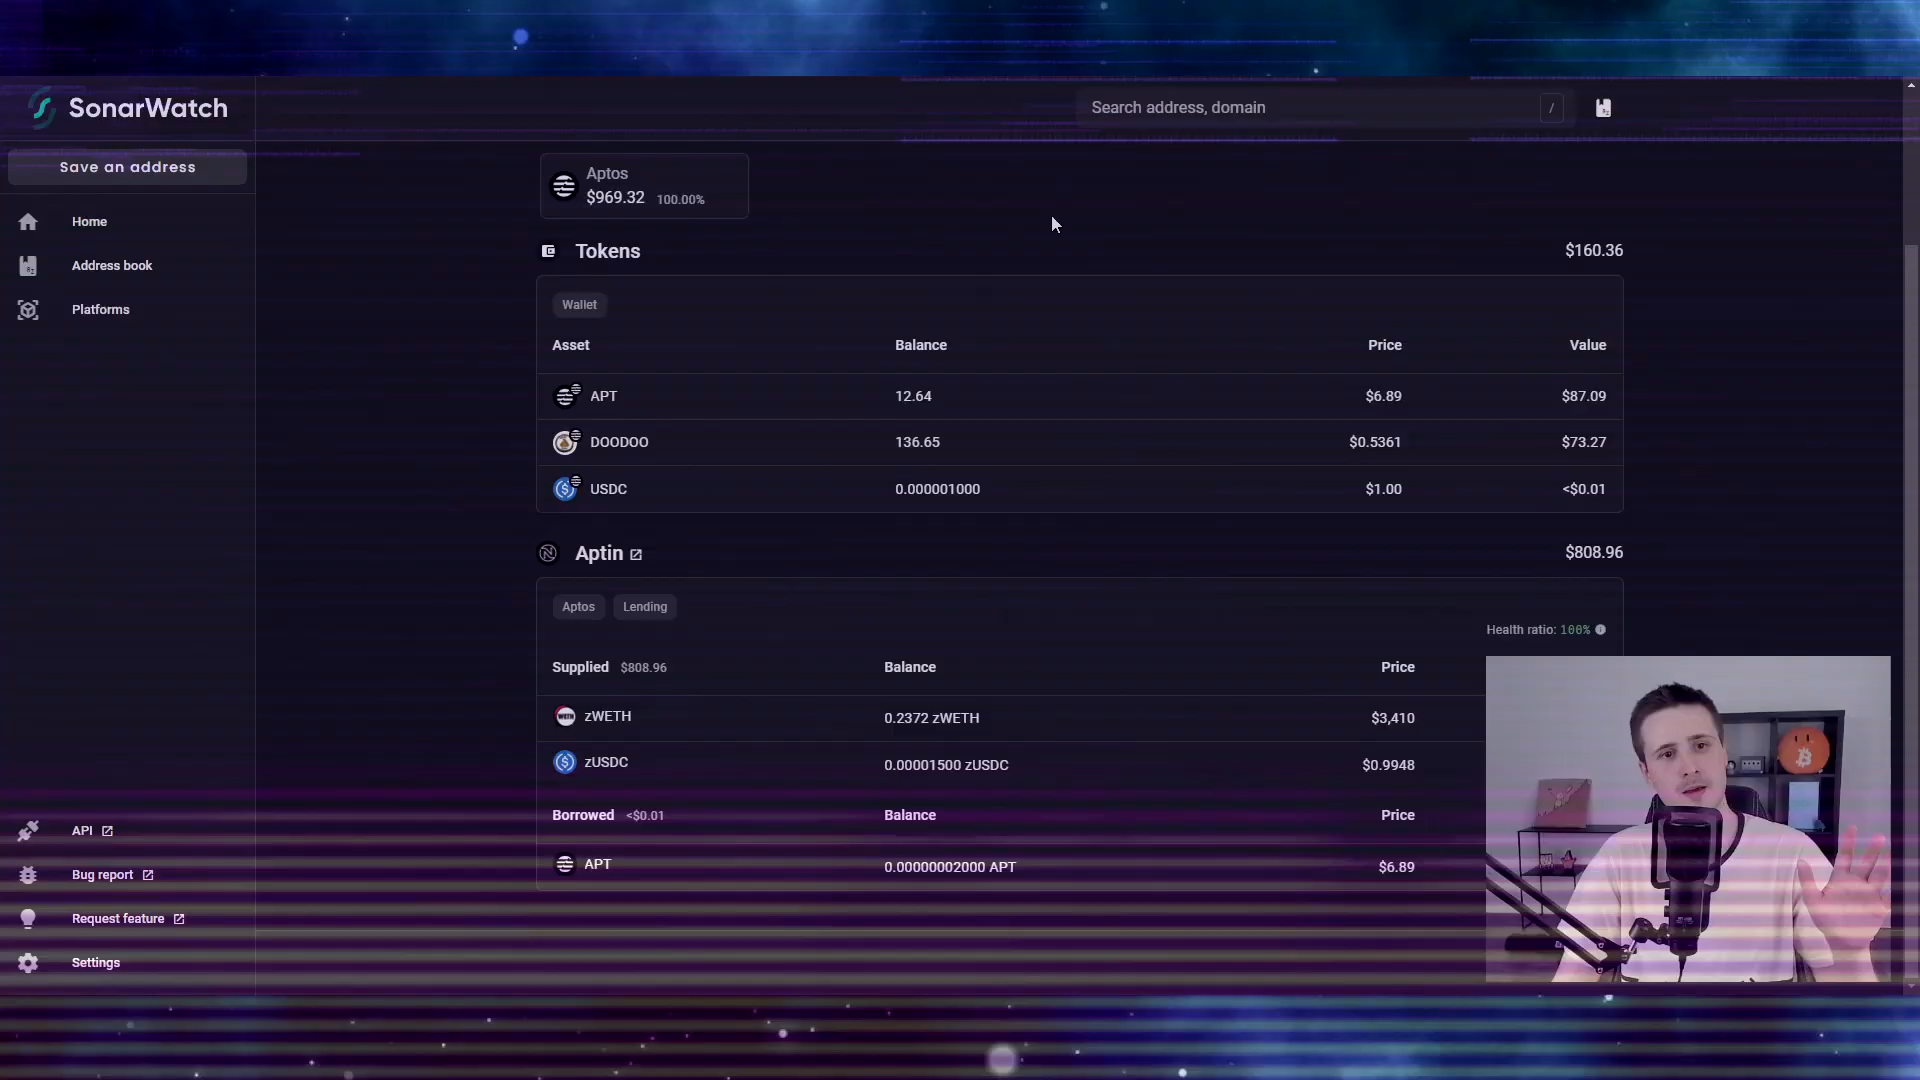 SonarWatch
Search address, domain
/
Save an address
Home
Address book
Platforms
Aptos
$969.32 100.00%
Tokens $160.36
Wallet
Asset Balance Price Value
APT 12.64 $6.89 $87.09
DOODOO 136.65 $0.5361 $73.27
USDC 0.000001000 $1.00 <$0.01
Aptin $808.96
Aptos Lending
Health ratio: 100%
Supplied $808.96 Balance Price
WETH zWETH 0.2372 zWETH $3,410
zUSDC 0.00001500 zUSDC $0.9948
Borrowed <$0.01 Balance Price
APT 0.00000002000 APT $6.89
API
Bug report
Request feature
Settings